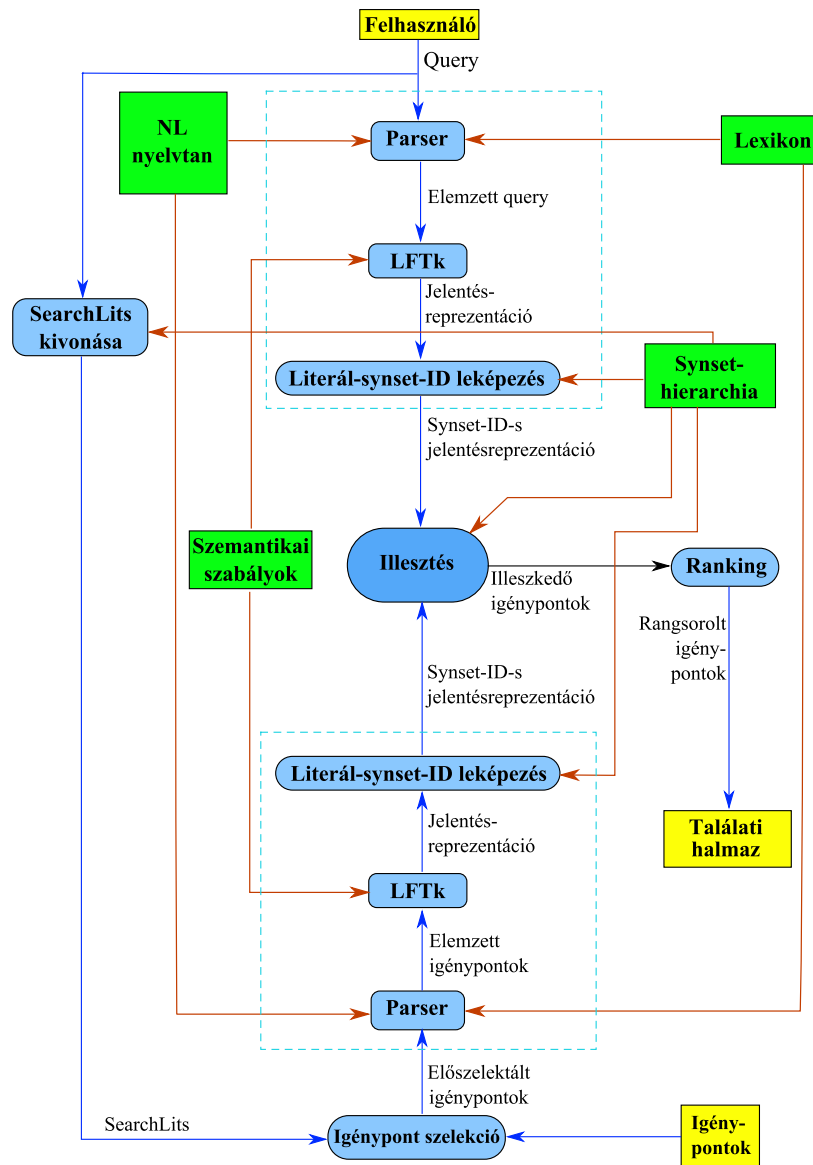 Felhasználó
Query
NL
nyelvtan
Parser
Lexikon
Elemzett query
LFTk
Jelentés-
reprezentáció
SearchLits
kivonása
Literál-synset-ID leképezés
Synset-
hierarchia
Synset-ID-s
jelentésreprezentáció
Szemantikai
szabályok
Illesztés
Illeszkedő
igénypontok
Ranking
Rangsorolt
igény-
pontok
Synset-ID-s
jelentésreprezentáció
Literál-synset-ID leképezés
Jelentés-
reprezentáció
Találati
halmaz
LFTk
Elemzett
igénypontok
Parser
Előszelektált
igénypontok
SearchLits
Igénypont szelekció
Igény-
pontok